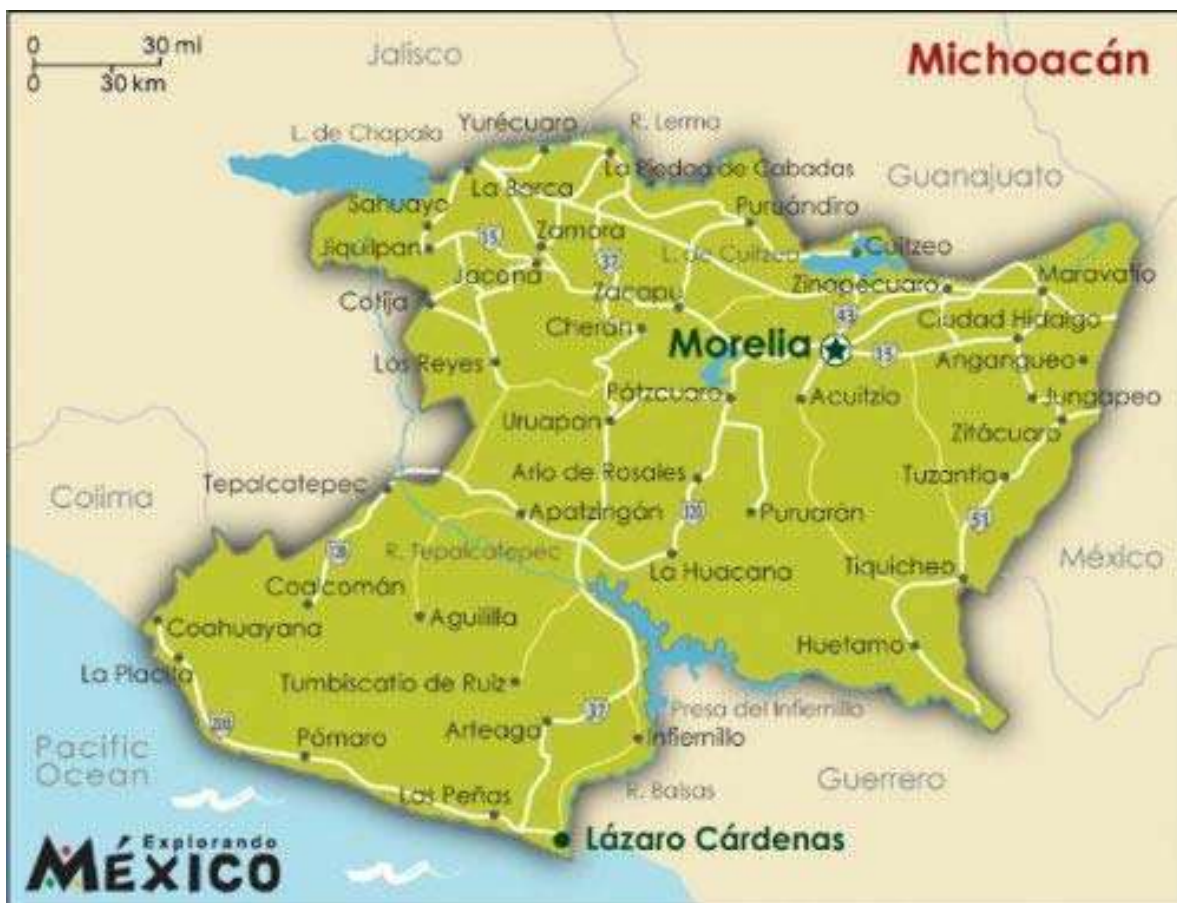 0 30 mi
0 30 km
Jalisco
Michoacán
L. de Chapala
Yurécuaro
R. Lerma
La Piedad de Cabadas
La Barca
Guanajuato
Sahuayo
Puruándiro
Jiquilpan
15
Zamora
37
L. de Cuitzeo
Cuitzeo
Jacona
Maravatío
Cotija
Zacapu
Zinapécuaro
43
Cherán
Ciudad Hidalgo
Morelia
15
Angangueo
Los Reyes
Pátzcuaro
Acuitzio
Jungapeo
Uruapan
Zitácuaro
Tepalcatepec
Ario de Rosales
Tuzantla
Colima
Apatzingán
120
Puruarán
51
R. Tepalcatepec
120
La Huacana
Tiquicheo
México
Coalcomán
Aguililla
Coahuayana
Huetamo
La Placita
Tumbiscatío de Ruiz
37
Presa del Infiernillo
200
Arteaga
Infiernillo
Pacific
Ocean
Pómaro
Guerrero
Las Peñas
R. Balsas
Lázaro Cárdenas
Explorando
MÉXICO